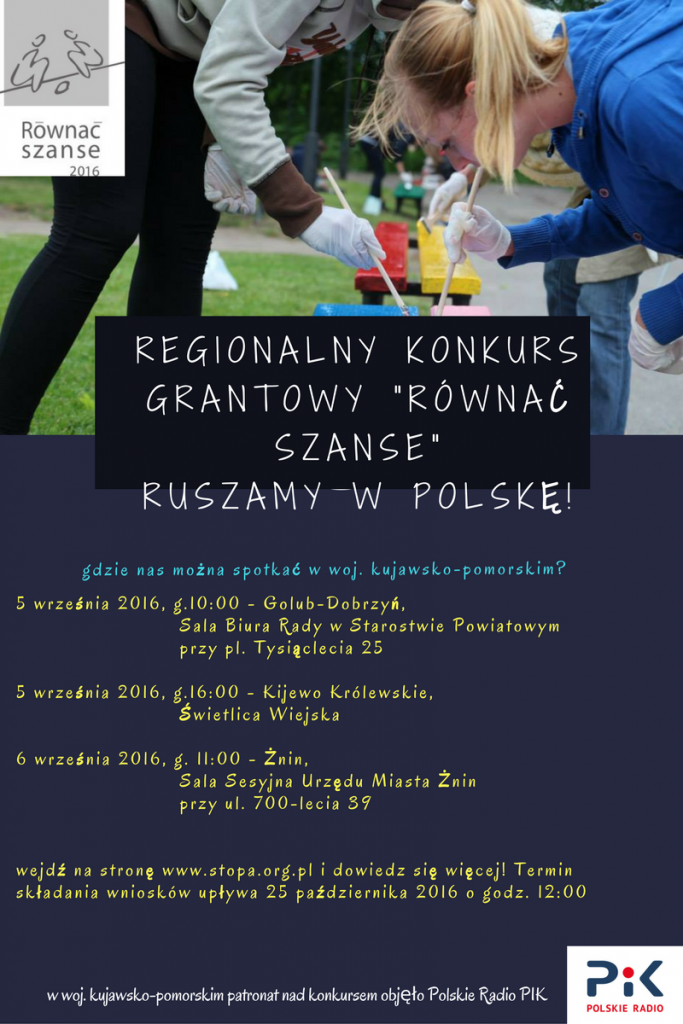 Równać
szanse
2016
REGIONALNY KONKURS
GRANTOWY "RÓWNAĆ
SZANSE"
RUSZAMY W POLSKĘ!
gdzie nas można spotkać w woj. kujawsko-pomorskim?
5 września 2016, g.10:00 - Golub-Dobrzyń,
Sala Biura Rady w Starostwie Powiatowym
przy pl. Tysiąclecia 25
5 września 2016, g.16:00 - Kijewo Królewskie,
Świetlica Wiejska
6 września 2016, g. 11:00 - Żnin,
Sala Sesyjna Urzędu Miasta Żnin
przy ul. 700-lecia 39
wejdź na stronę www.stopa.org.pl i dowiedz się więcej! Termin
składania wniosków upływa 25 października 2016 o godz. 12:00
w woj. kujawsko-pomorskim patronat nad konkursem objęło Polskie Radio PIK
PiK
POLSKIE RADIO